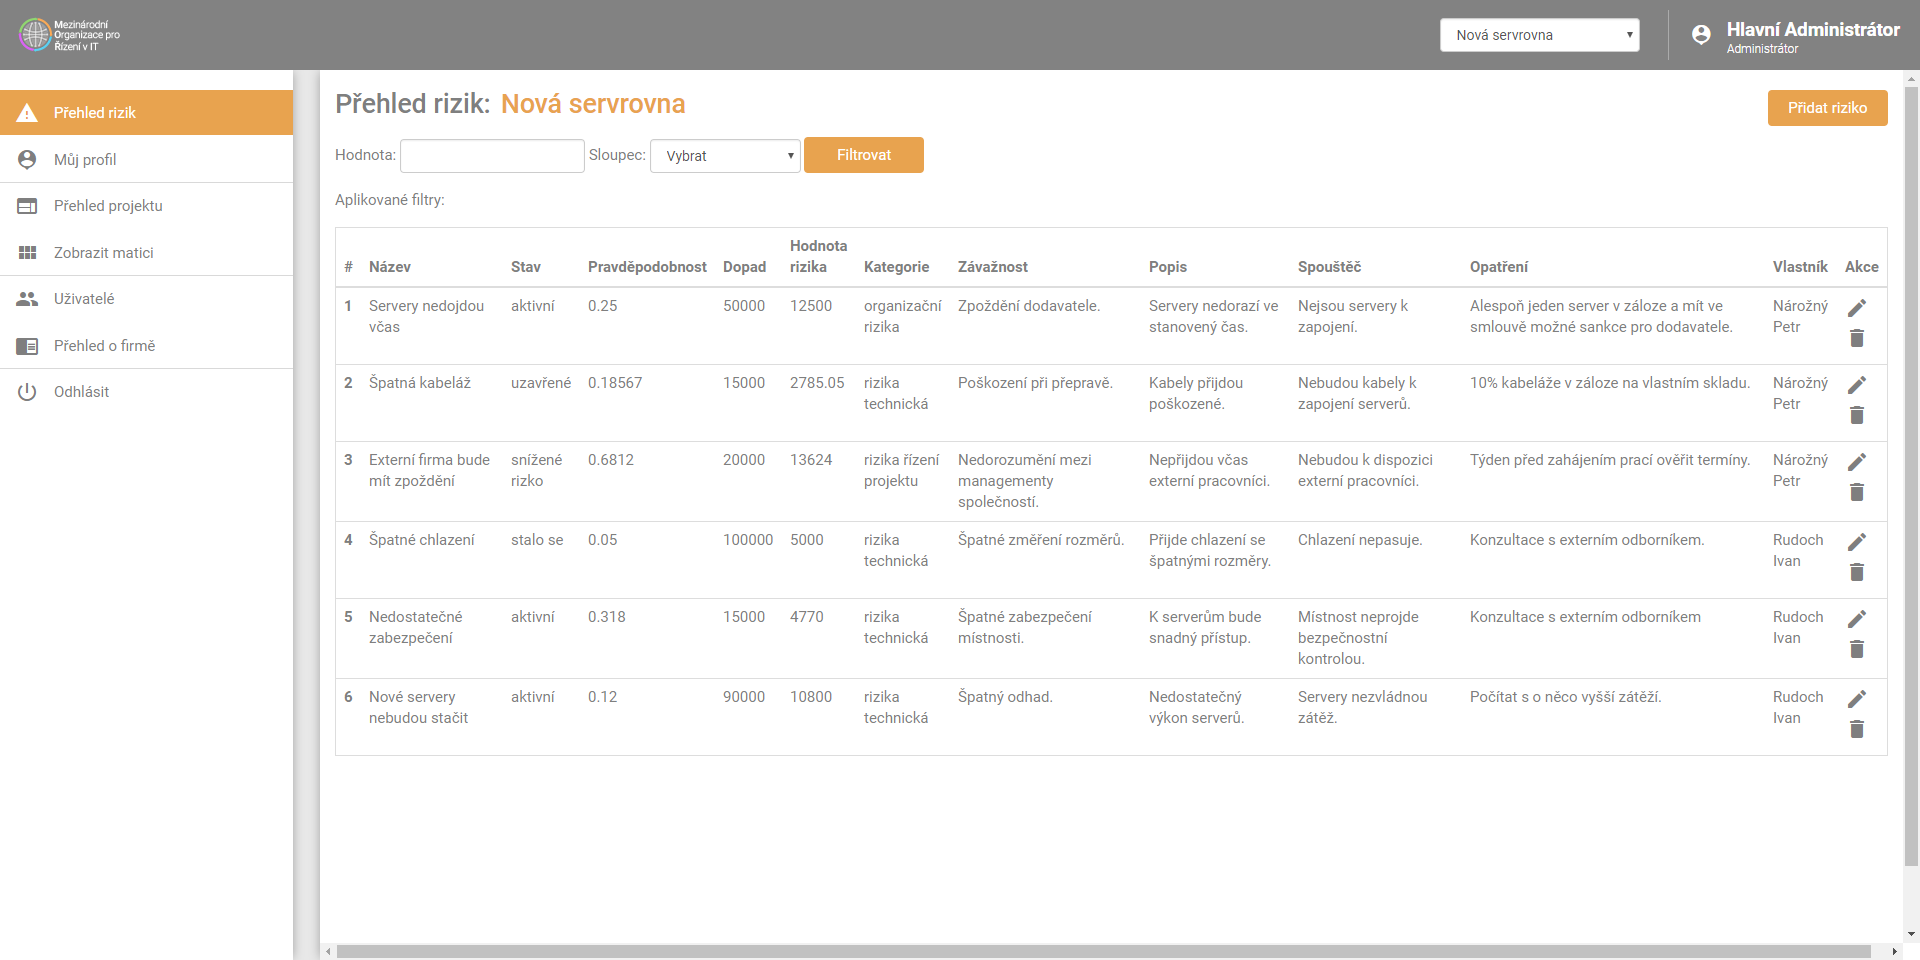 Mezinárodní
Organizace pro
Řízení v IT
Nová servrovna
Hlavní Administrátor
Administrátor
Přehled rizik
Můj profil
Přehled projektu
Zobrazit matici
Uživatelé
Přehled o firmě
Odhlásit
Přehled rizik: Nová servrovna
Přidat riziko
Hodnota: Sloupec: Vybrat Filtrovat
Aplikované filtry:
# Název Stav Pravděpodobnost Dopad Hodnota rizika Kategorie Závažnost Popis Spouštěč Opatření Vlastník Akce
1 Servery nedojdou včas aktivní 0.25 50000 12500 organizační rizika Zpoždění dodavatele. Servery nedorazí ve stanovený čas. Nejsou servery k zapojení. Alespoň jeden server v záloze a mít ve smlouvě možné sankce pro dodavatele. Nárožný Petr
2 Špatná kabeláž uzavřené 0.18567 15000 2785.05 rizika technická Poškození při přepravě. Kabely přijdou poškozené. Nebudou kabely k zapojení serverů. 10% kabeláže v záloze na vlastním skladu. Nárožný Petr
3 Externí firma bude mít zpoždění snížené rizko 0.6812 20000 13624 rizika řízení projektu Nedorozumění mezi managementy společností. Nepřijdou včas externí pracovníci. Nebudou k dispozici externí pracovníci. Týden před zahájením prací ověřit termíny. Nárožný Petr
4 Špatné chlazení stalo se 0.05 100000 5000 rizika technická Špatné změření rozměrů. Přijde chlazení se špatnými rozměry. Chlazení nepasuje. Konzultace s externím odborníkem. Rudoch Ivan
5 Nedostatečné zabezpečení aktivní 0.318 15000 4770 rizika technická Špatné zabezpečení místnosti. K serverům bude snadný přístup. Místnost neprojde bezpečnostní kontrolou. Konzultace s externím odborníkem Rudoch Ivan
6 Nové servery nebudou stačit aktivní 0.12 90000 10800 rizika technická Špatný odhad. Nedostatečný výkon serverů. Servery nezvládnou zátěž. Počítat s o něco vyšší zátěží. Rudoch Ivan